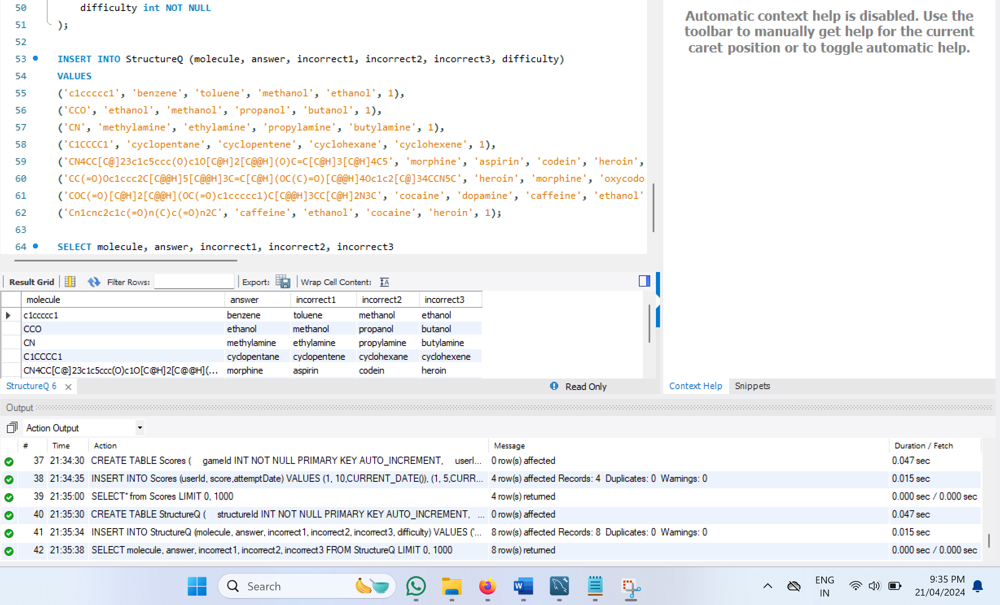 50 difficulty int NOT NULL
51 );
52
53 INSERT INTO StructureQ (molecule, answer, incorrect1, incorrect2, incorrect3, difficulty)
54 VALUES
55 ('c1ccccc1', 'benzene', 'toluene', 'methanol', 'ethanol', 1),
56 ('CCO', 'ethanol', 'methanol', 'propanol', 'butanol', 1),
57 ('CN', 'methylamine', 'ethylamine', 'propylamine', 'butylamine', 1),
58 ('C1CCCC1', 'cyclopentane', 'cyclopentene', 'cyclohexane', 'cyclohexene', 1),
59 ('CN4CC[C@]23c1c5ccc(O)c1O[C@H]2[C@@H](O)C=C[C@H]3[C@H]4C5', 'morphine', 'aspirin', 'codein', 'heroin',
60 ('CC(=O)Oc1ccc2C[C@@H]5[C@@H]3C=C[C@H](OC(C)=O)[C@@H]4Oc1c2[C@]34CCN5C', 'heroin', 'morphine', 'oxycodo
61 ('COC(=O)[C@H]2[C@@H](OC(=O)c1ccccc1)C[C@@H]3CC[C@H]2N3C', 'cocaine', 'dopamine', 'caffeine', 'ethanol'
62 ('Cn1cnc2c1c(=O)n(C)c(=O)n2C', 'caffeine', 'ethanol', 'cocaine', 'heroin', 1);
63
64 SELECT molecule, answer, incorrect1, incorrect2, incorrect3
Automatic context help is disabled. Use the
toolbar to manually get help for the current
caret position or to toggle automatic help.
Result Grid Filter Rows: Export: Wrap Cell Content:
molecule answer incorrect1 incorrect2 incorrect3
c1ccccc1 benzene toluene methanol ethanol
CCO ethanol methanol propanol butanol
CN methylamine ethylamine propylamine butylamine
C1CCCC1 cyclopentane cyclopentene cyclohexane cyclohexene
CN4CC[C@]23c1c5ccc(O)c1O[C@H]2[C@@H](... morphine aspirin codein heroin
StructureQ 6 Read Only Context Help Snippets
Output
Action Output
# Time Action Message Duration / Fetch
37 21:34:30 CREATE TABLE Scores ( gameId INT NOT NULL PRIMARY KEY AUTO_INCREMENT, userI... 0 row(s) affected 0.047 sec
38 21:34:35 INSERT INTO Scores (userId, score,attemptDate) VALUES (1, 10,CURRENT_DATE()), (1, 5,CURR... 4 row(s) affected Records: 4 Duplicates: 0 Warnings: 0 0.015 sec
39 21:35:00 SELECT* from Scores LIMIT 0, 1000 4 row(s) returned 0.000 sec / 0.000 sec
40 21:35:30 CREATE TABLE StructureQ ( structureId INT NOT NULL PRIMARY KEY AUTO_INCREMENT, ... 0 row(s) affected 0.047 sec
41 21:35:34 INSERT INTO StructureQ (molecule, answer, incorrect1, incorrect2, incorrect3, difficulty) VALUES ('... 8 row(s) affected Records: 8 Duplicates: 0 Warnings: 0 0.015 sec
42 21:35:38 SELECT molecule, answer, incorrect1, incorrect2, incorrect3 FROM StructureQ LIMIT 0, 1000 8 row(s) returned 0.000 sec / 0.000 sec
Search
ENG
IN
9:35 PM
21/04/2024